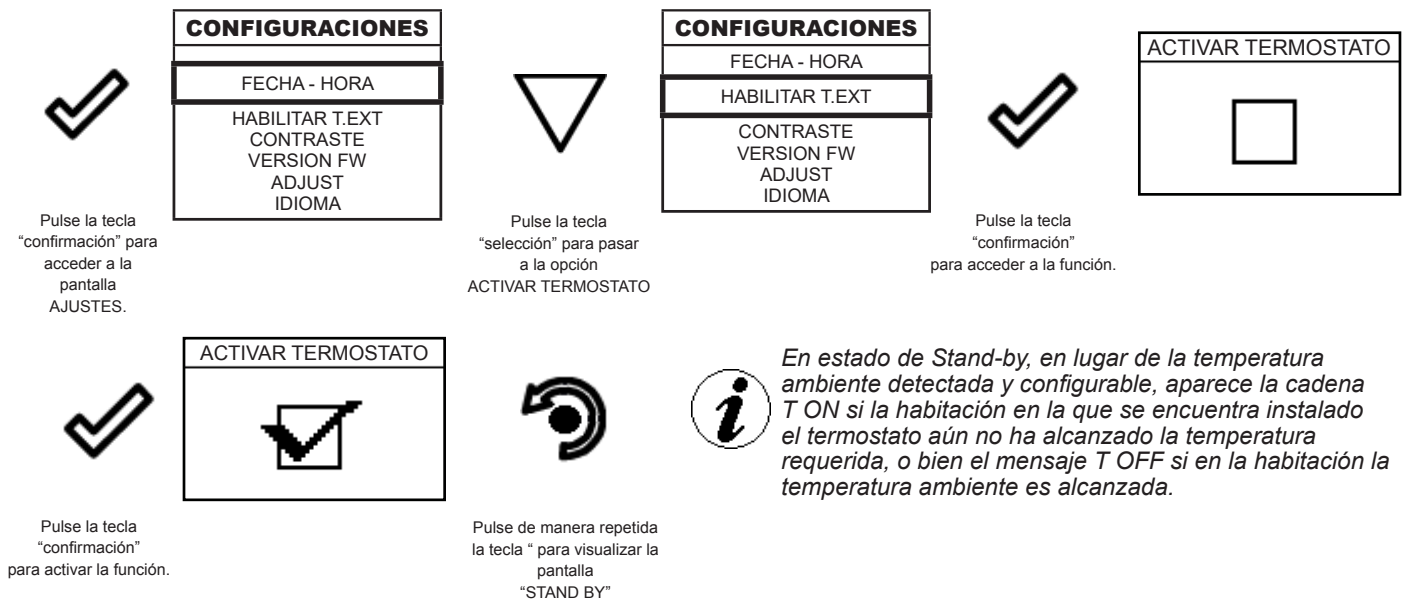 CONFIGURACIONES
FECHA - HORA
HABILITAR T.EXT
CONTRASTE
VERSION FW
ADJUST
IDIOMA
CONFIGURACIONES
FECHA - HORA
HABILITAR T.EXT
CONTRASTE
VERSION FW
ADJUST
IDIOMA
ACTIVAR TERMOSTATO
Pulse la tecla
“confirmación” para
acceder a la
pantalla
AJUSTES.
Pulse la tecla
“selección” para pasar
a la opción
ACTIVAR TERMOSTATO
Pulse la tecla
“confirmación”
para acceder a la función.
ACTIVAR TERMOSTATO
Pulse la tecla
“confirmación”
para activar la función.
Pulse de manera repetida
la tecla “ para visualizar la
pantalla
“STAND BY”
En estado de Stand-by, en lugar de la temperatura
ambiente detectada y configurable, aparece la cadena
T ON si la habitación en la que se encuentra instalado
el termostato aún no ha alcanzado la temperatura
requerida, o bien el mensaje T OFF si en la habitación la
temperatura ambiente es alcanzada.